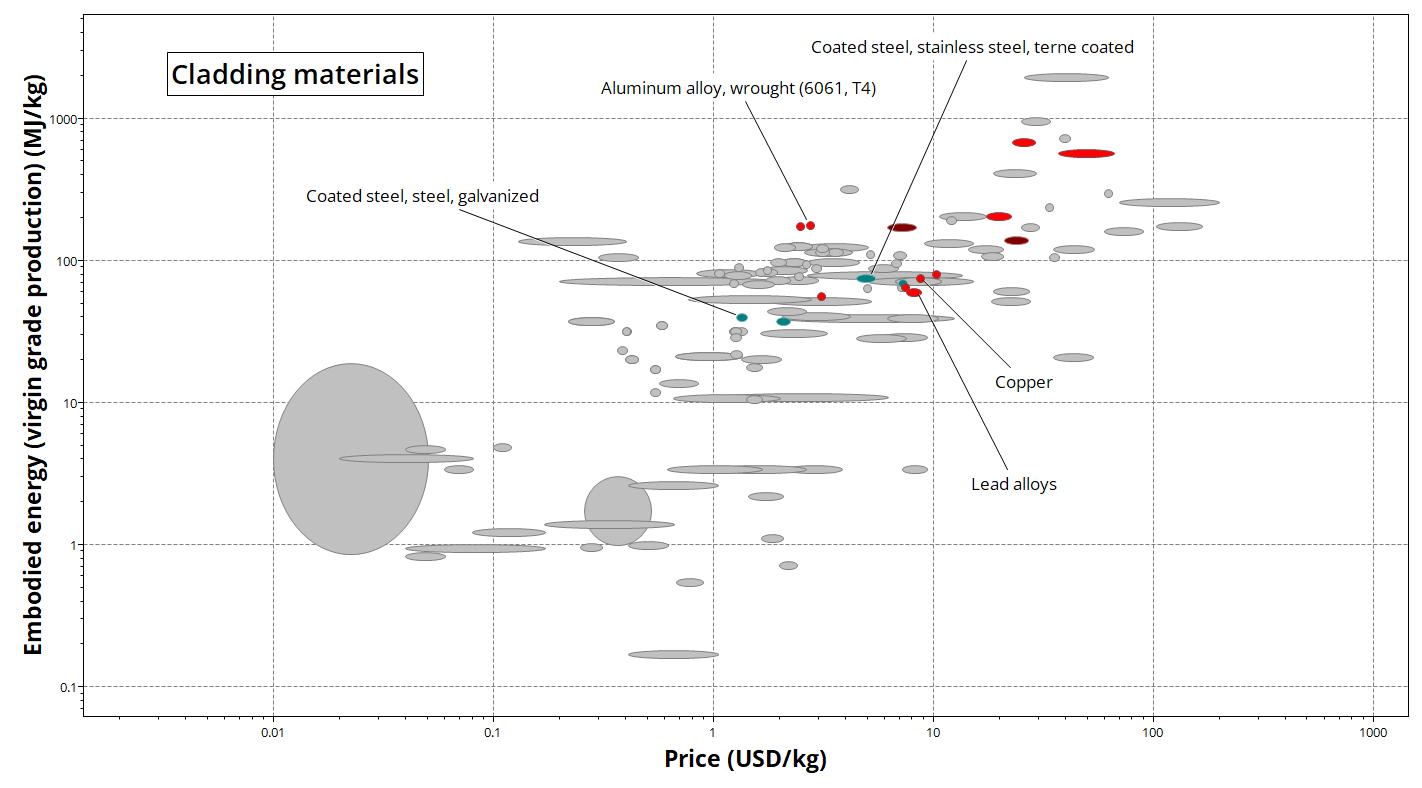 Coated steel, stainless steel, terne coated
Cladding materials
Aluminum alloy, wrought (6061, T4)
Coated steel, steel, galvanized
Copper
Lead alloys
Embodied energy (virgin grade production) (MJ/kg)
1000
100
10
1
0.1
0.01
0.1
1
10
100
1000
Price (USD/kg)